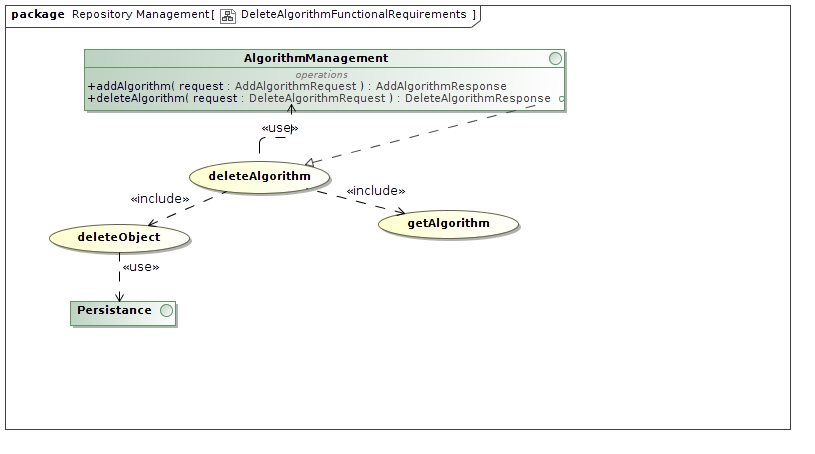 package Repository Management[ DeleteAlgorithmFunctionalRequirements ]
AlgorithmManagement
operations
+addAlgorithm( request : AddAlgorithmRequest ) : AddAlgorithmResponse
+deleteAlgorithm( request : DeleteAlgorithmRequest ) : DeleteAlgorithmResponse
«use»
deleteAlgorithm
«include»
«include»
getAlgorithm
deleteObject
«use»
Persistance